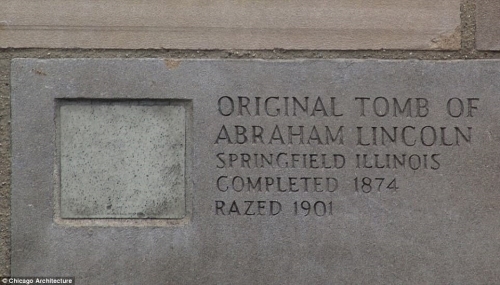 ORIGINAL TOMB OF
ABRAHAM LINCOLN
SPRINGFIELD ILLINOIS
COMPLETED 1874
RAZED 1901
© Chicago Architecture